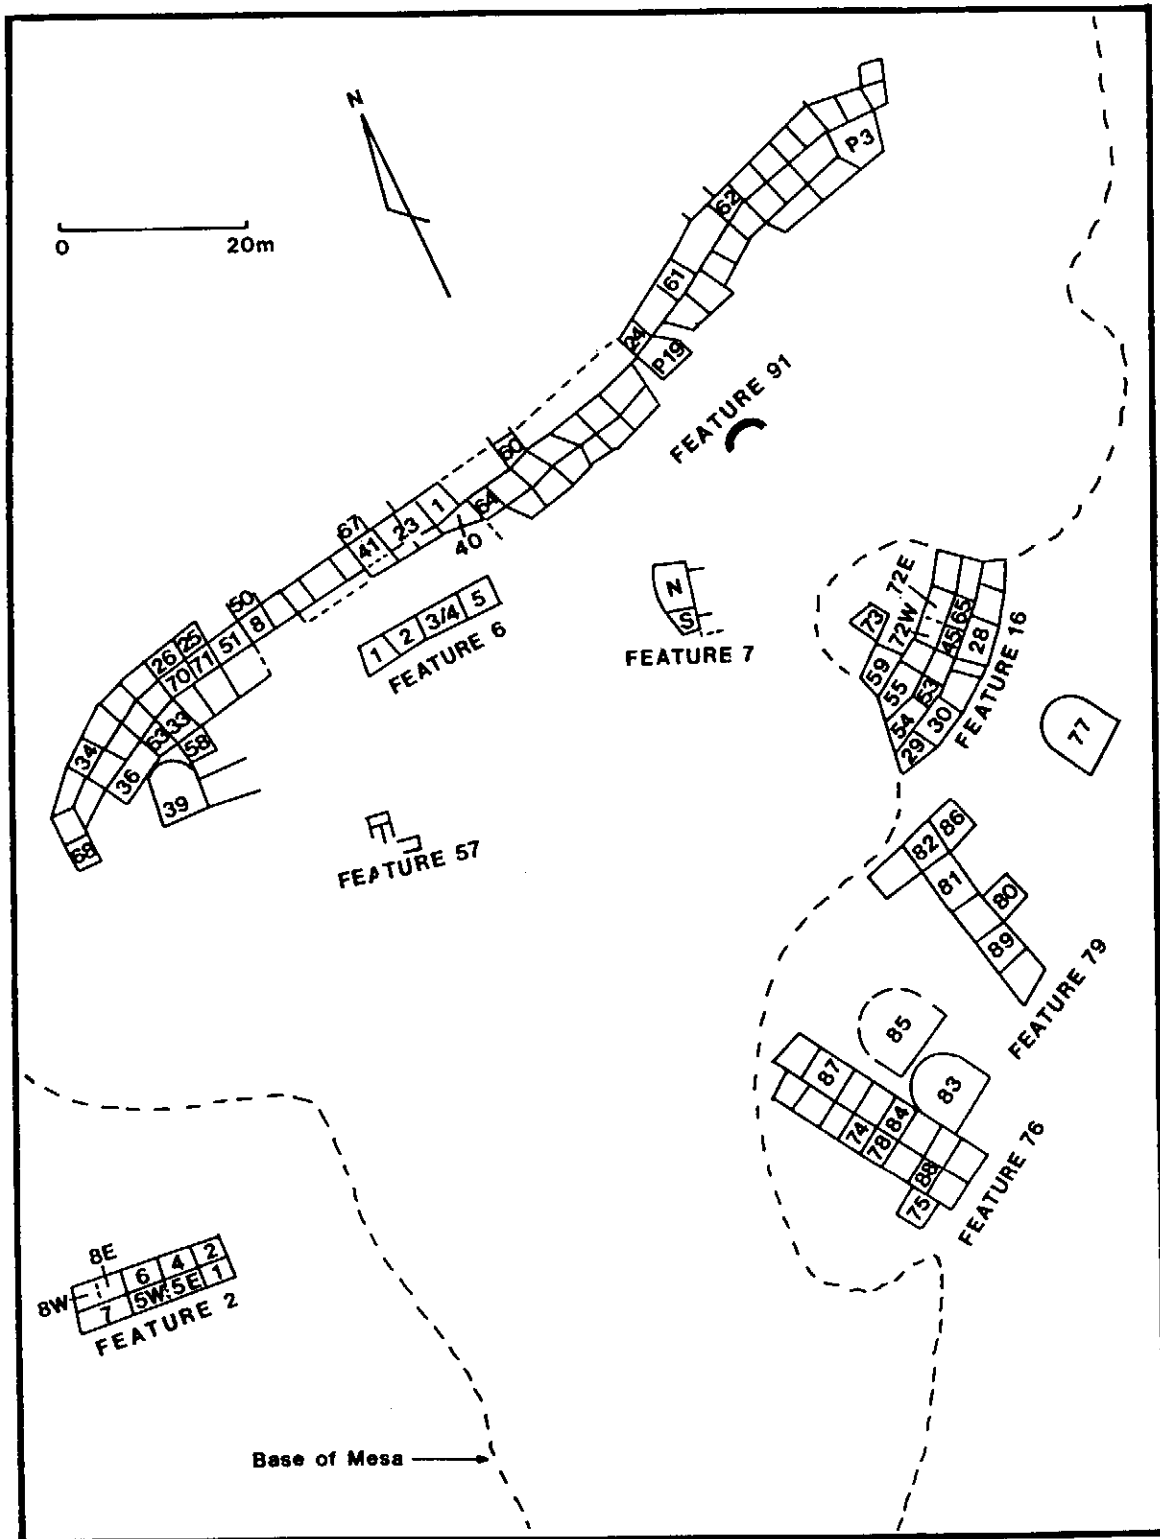 N
0 20m
P3
62
61
24
P19
FEATURE 91
60
64
1
23
67
41
40
50
8
51
25
26
71
70
33
63
58
34
36
39
68
1 2 3/4 5
FEATURE 6
N
S
FEATURE 7
72E
72W
73
65
45
28
59
55
53
54
30
29
FEATURE 16
77
FEATURE 57
86
82
81
80
89
FEATURE 79
85
83
87
84
74
78
88
75
FEATURE 76
8E
8W
6 4 2
7 5W 5E 1
FEATURE 2
Base of Mesa